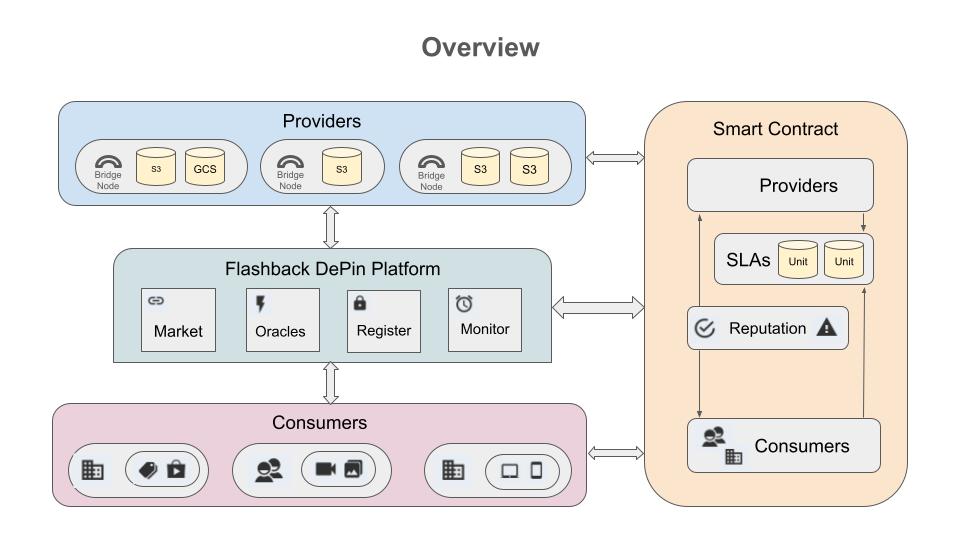 Overview
Providers
Bridge
Node
S3
GCS
Bridge
Node
S3
Bridge
Node
S3
S3
Flashback DePin Platform
Market
Oracles
Register
Monitor
Consumers
Smart Contract
Providers
SLAs
Unit
Unit
Reputation
Consumers